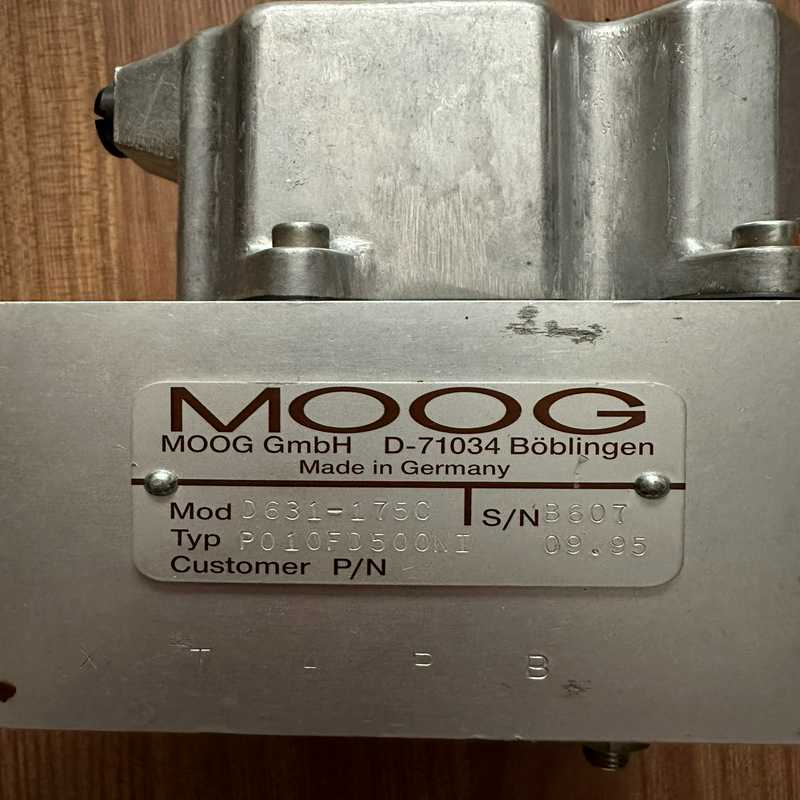 MOOG
MOOG GmbH D-71034 Böblingen
Made in Germany
Mod D631-175C S/N B607
Typ P010FD500NI 09.95
Customer P/N
X T P B